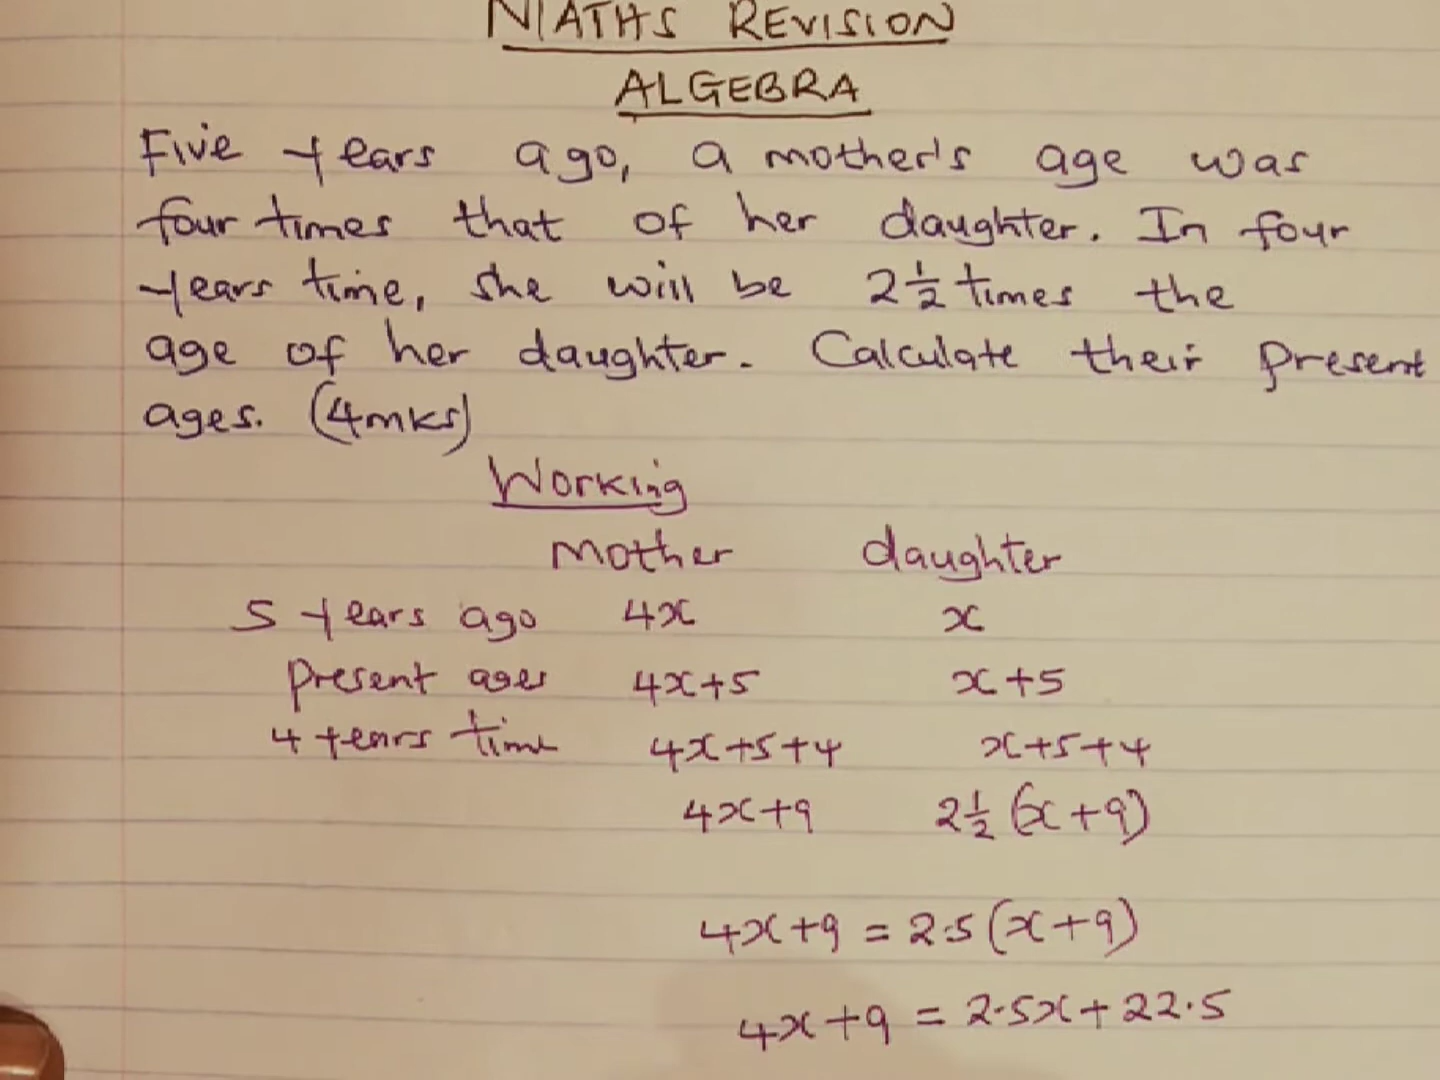 MATHS REVISION
ALGEBRA
Five years ago, a mother's age was
four times that of her daughter. In four
years time, she will be 2½ times the
age of her daughter. Calculate their present
ages. (4mks)
Working
Mother daughter
5 years ago 4x x
present ages 4x+5 x+5
4 years time 4x+5+4 x+5+4
4x+9 2½(x+9)
4x+9 = 2.5(x+9)
4x+9 = 2.5x+22.5